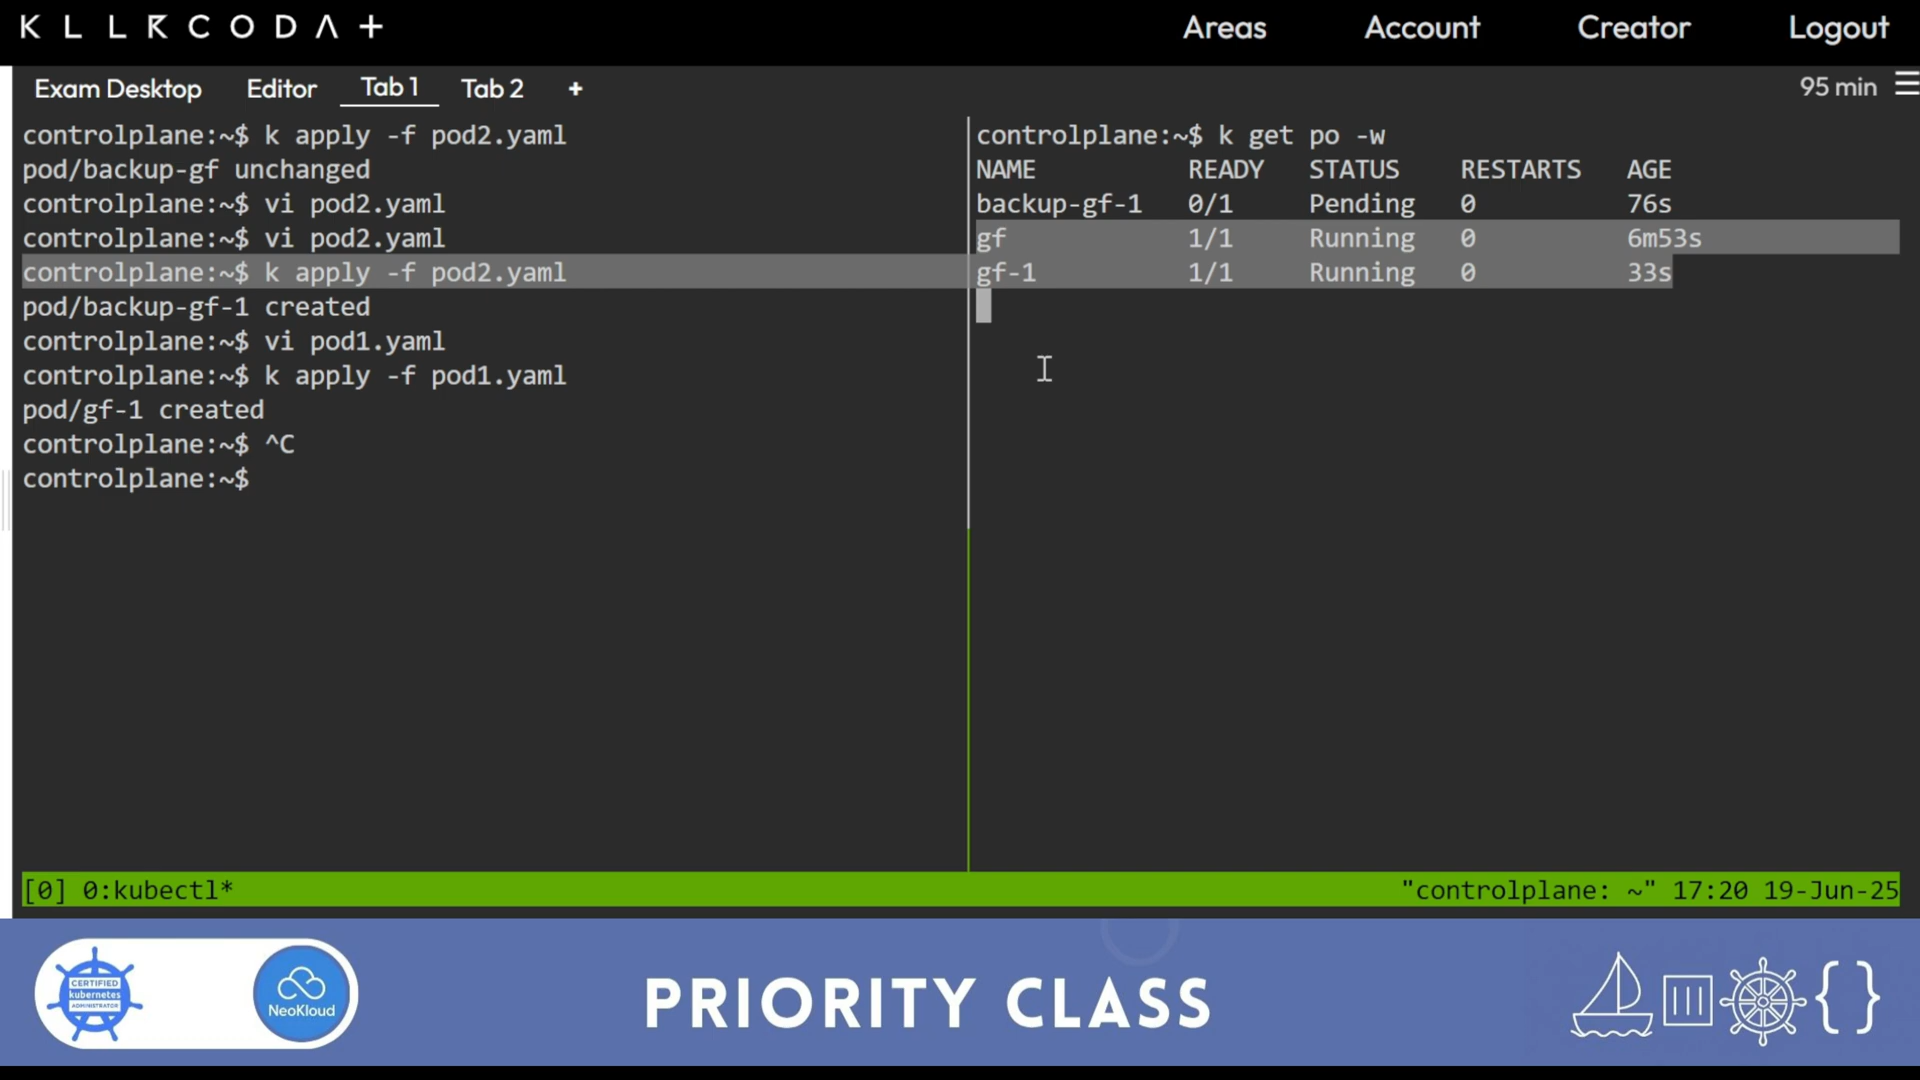 KLLRCODA+
Areas Account Creator Logout
Exam Desktop Editor Tab 1 Tab 2 +
95 min
controlplane:~$ k apply -f pod2.yaml
pod/backup-gf unchanged
controlplane:~$ vi pod2.yaml
controlplane:~$ vi pod2.yaml
controlplane:~$ k apply -f pod2.yaml
pod/backup-gf-1 created
controlplane:~$ vi pod1.yaml
controlplane:~$ k apply -f pod1.yaml
pod/gf-1 created
controlplane:~$ ^C
controlplane:~$
controlplane:~$ k get po -w
NAME READY STATUS RESTARTS AGE
backup-gf-1 0/1 Pending 0 76s
gf 1/1 Running 0 6m53s
gf-1 1/1 Running 0 33s
[0] 0:kubectl* "controlplane: ~" 17:20 19-Jun-25
CERTIFIED
kubernetes
ADMINISTRATOR
NeoKloud
PRIORITY CLASS